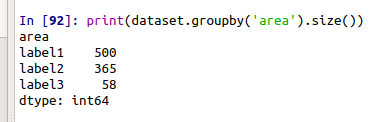 In [92]: print(dataset.groupby('area').size())
area
label1    500
label2    365
label3     58
dtype: int64